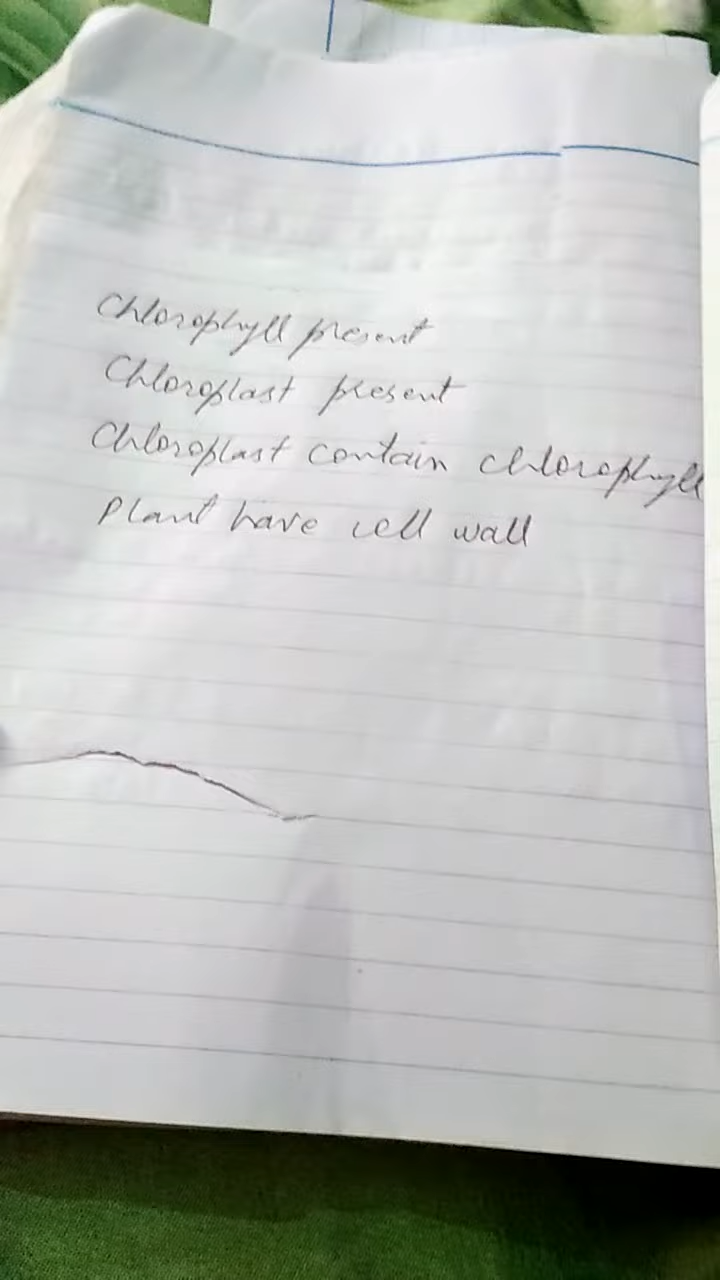 Chlorophyll present
Chloroplast present
Chloroplast contain chlorophyll
Plant have cell wall